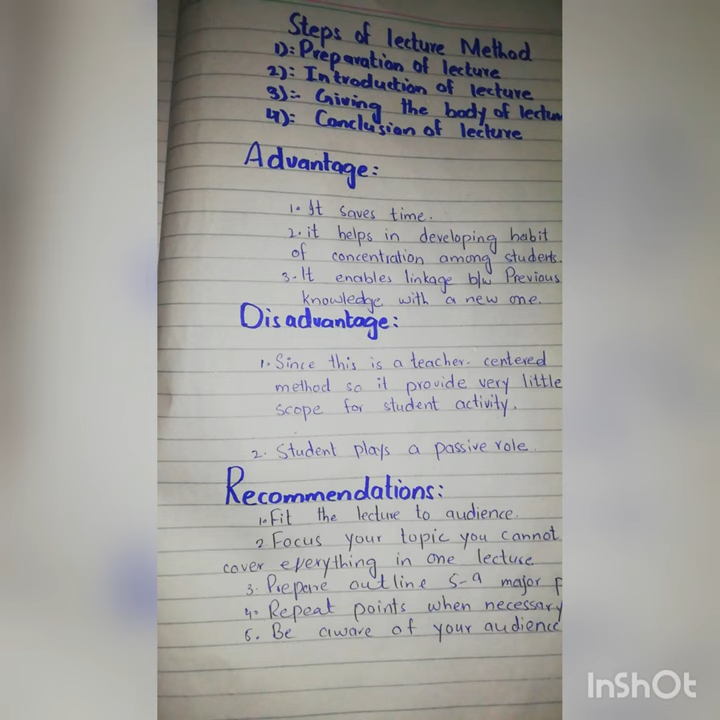 Steps of lecture Method
1):Preparation of lecture
2): Introduction of lecture
3):- Giving the body of lectur
4): Conclusion of lecture
Advantage:
1. It saves time.
2. it helps in developing habit
of concentration among students.
3. It enables linkage b/w Previous
knowledge with a new one.
Disadvantage:
1. Since this is a teacher. centered
method so it provide very little
scope for student activity.
2. Student plays a passive role.
Recommendations:
1. Fit the lecture to audience.
2 Focus your topic you cannot
cover everything in one lecture
3. Prepare outline 5-9 major
4. Repeat points when necessary
5. Be aware of your audience
InShOt